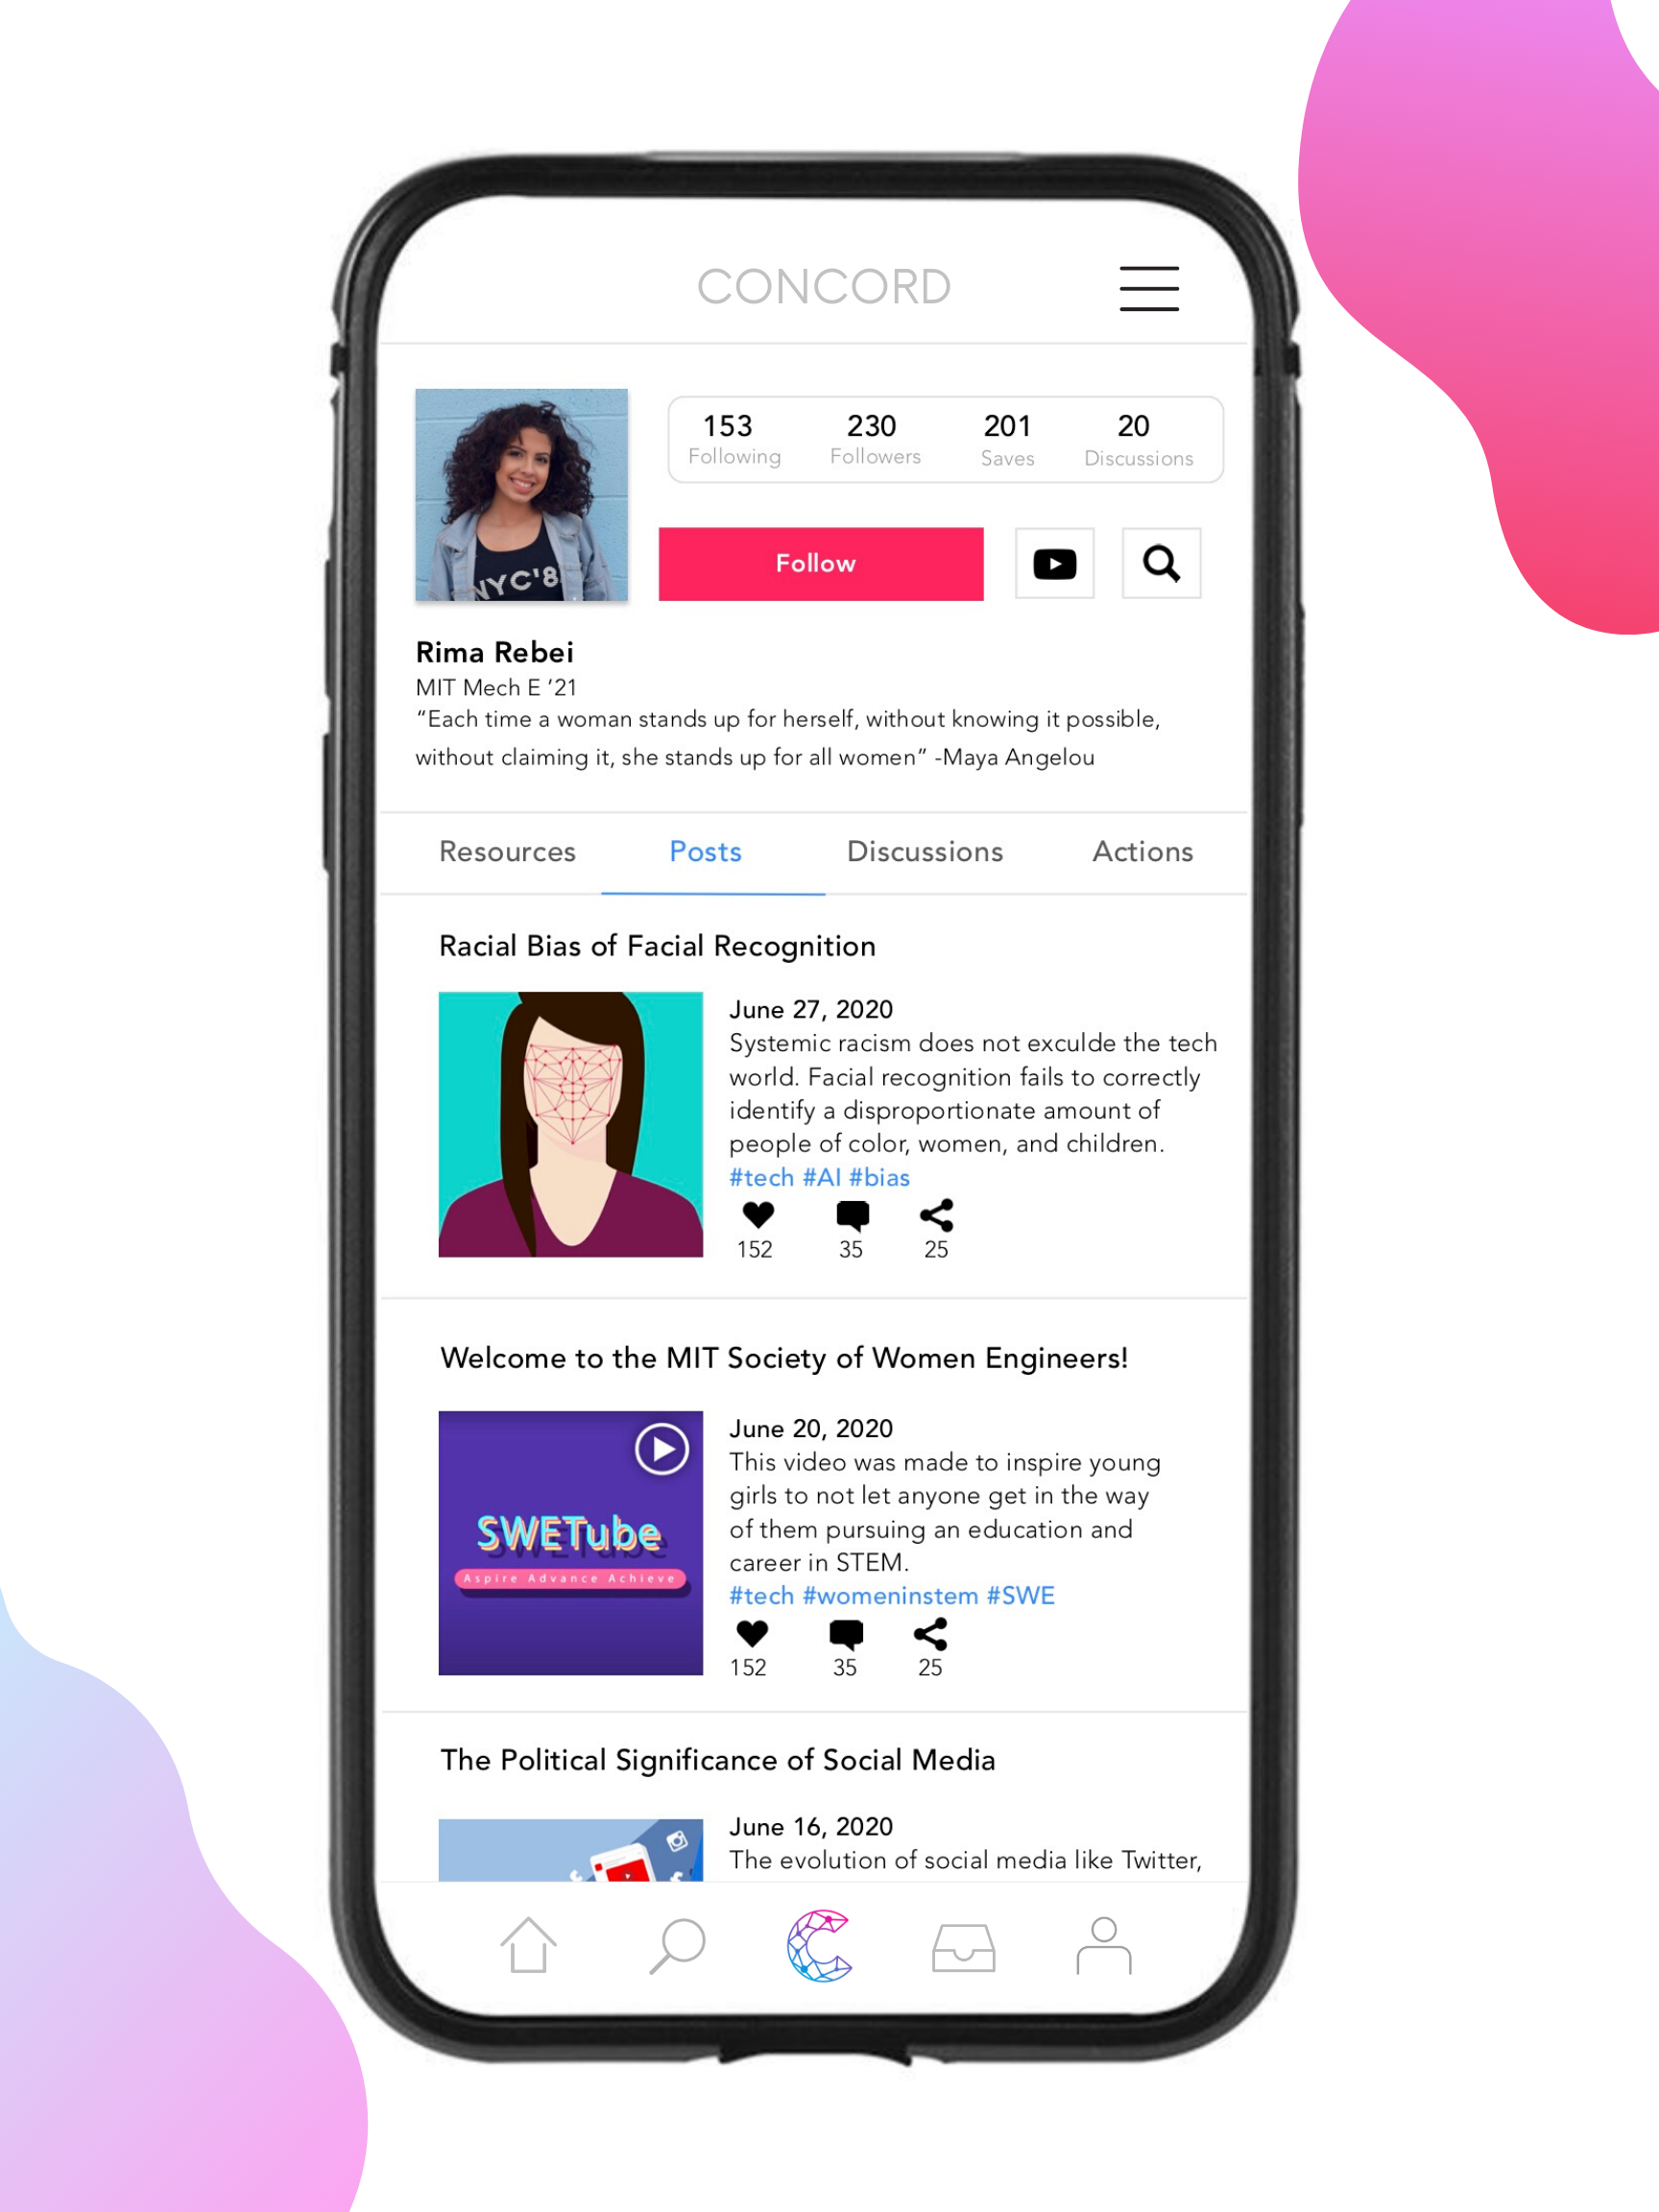 CONCORD
153 230 201 20
Following Followers Saves Discussions
NYC'8
Follow
Rima Rebei
MIT Mech E ’21
“Each time a woman stands up for herself, without knowing it possible,
without claiming it, she stands up for all women” -Maya Angelou
Resources Posts Discussions Actions
Racial Bias of Facial Recognition
June 27, 2020
Systemic racism does not exculde the tech
world. Facial recognition fails to correctly
identify a disproportionate amount of
people of color, women, and children.
#tech #AI #bias
152 35 25
Welcome to the MIT Society of Women Engineers!
SWETube
Aspire Advance Achieve
June 20, 2020
This video was made to inspire young
girls to not let anyone get in the way
of them pursuing an education and
career in STEM.
#tech #womeninstem #SWE
152 35 25
The Political Significance of Social Media
June 16, 2020
The evolution of social media like Twitter,